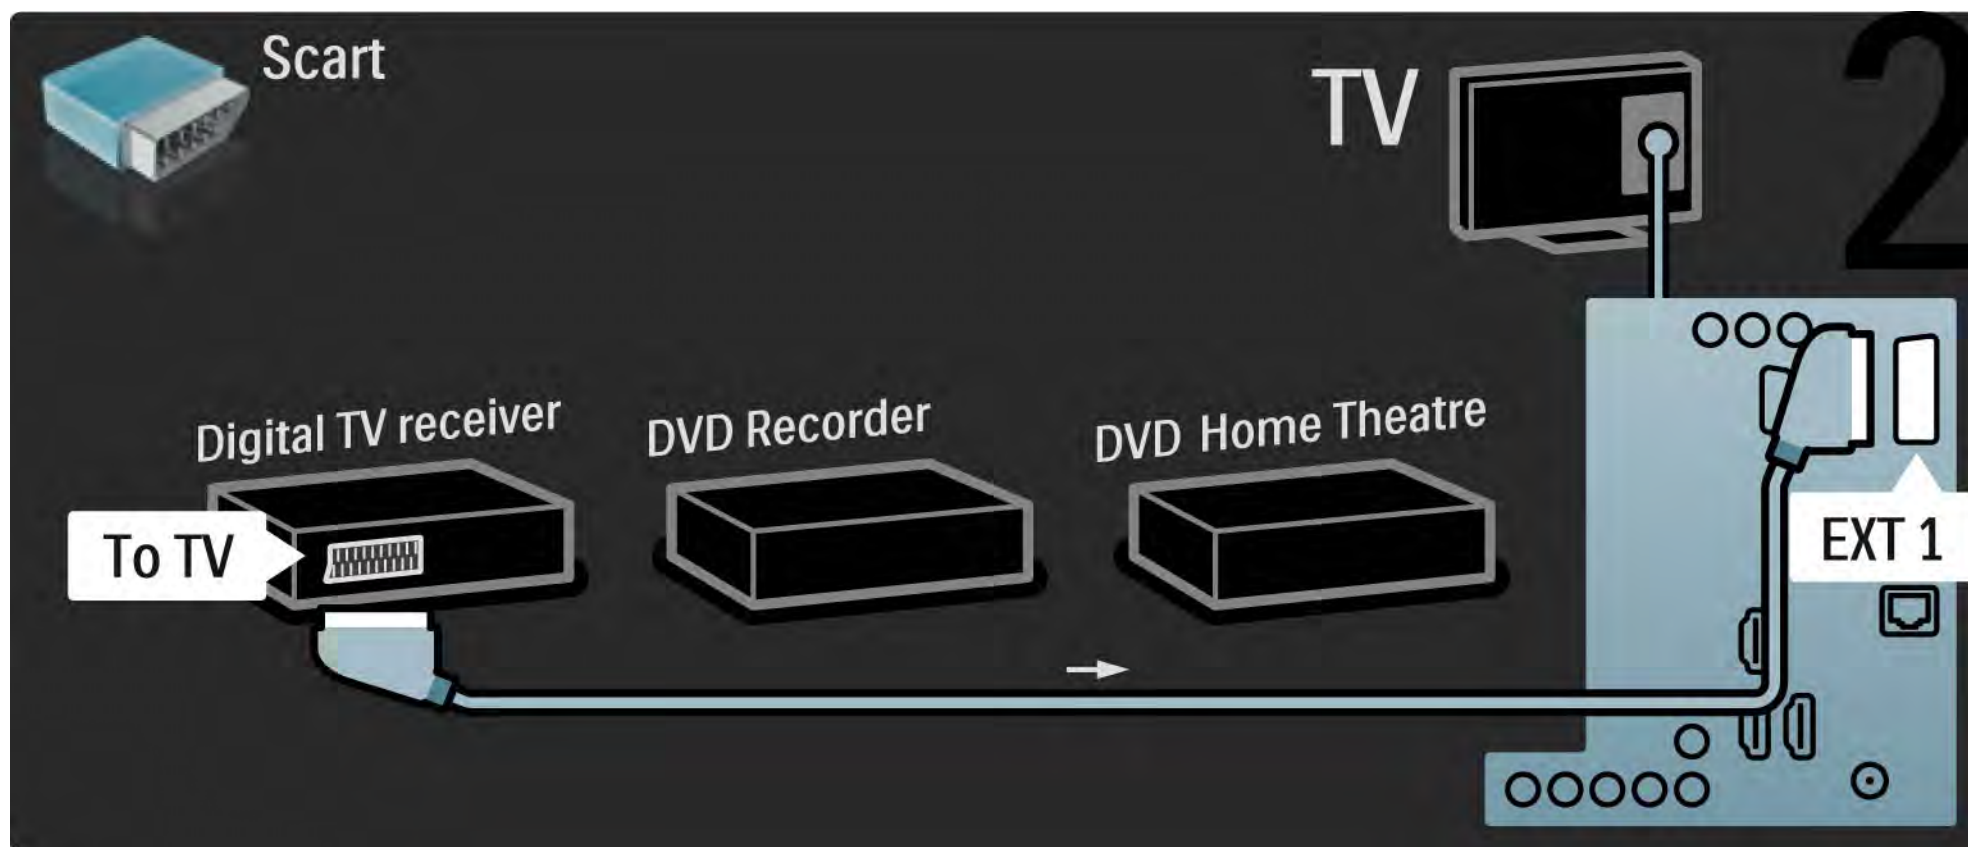 Scart
TV
2
Digital TV receiver
DVD Recorder
DVD Home Theatre
To TV
EXT 1